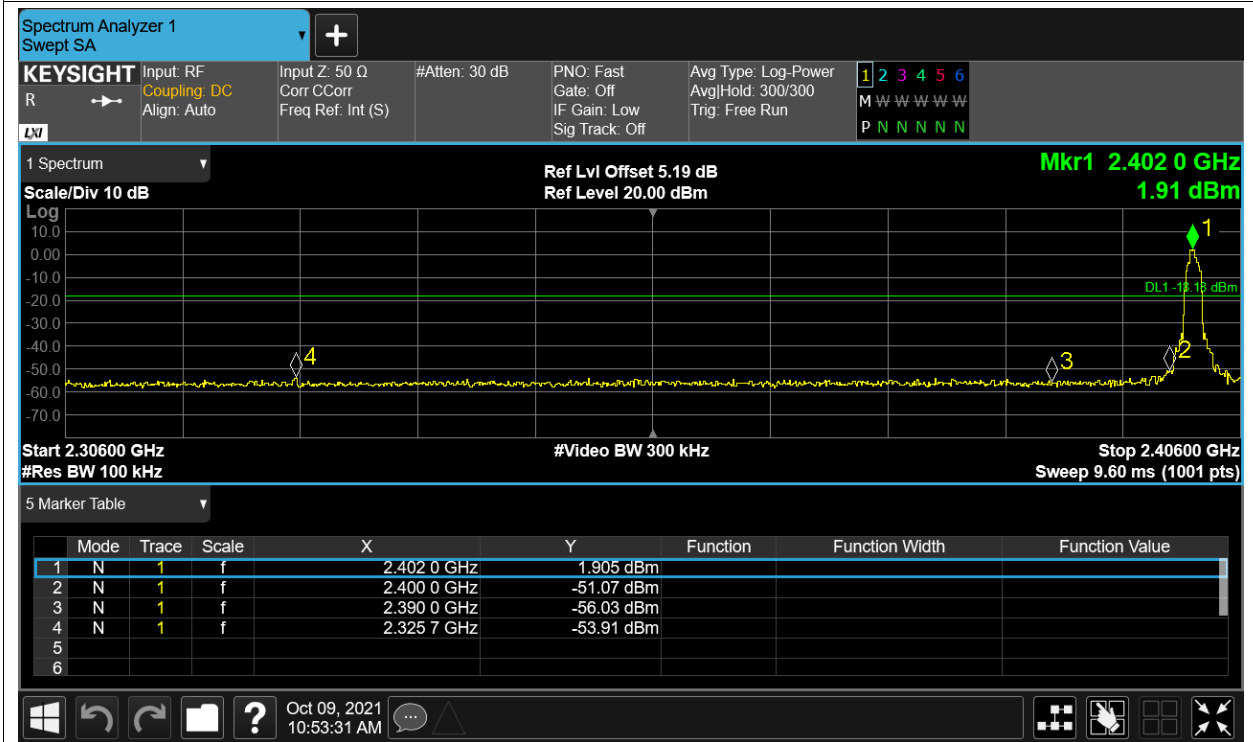 Spectrum Analyzer 1
Swept SA
KEYSIGHT
R
LXI
Input: RF
Coupling: DC
Align: Auto
Input Z: 50 Ω
Corr CCorr
Freq Ref: Int (S)
#Atten: 30 dB
PNO: Fast
Gate: Off
IF Gain: Low
Sig Track: Off
Avg Type: Log-Power
Avg|Hold: 300/300
Trig: Free Run
1 2 3 4 5 6
M W W W W W
P N N N N N
1 Spectrum
Scale/Div 10 dB
Ref Lvl Offset 5.19 dB
Ref Level 20.00 dBm
Mkr1 2.402 0 GHz
1.91 dBm
Log
10.0
0.00
-10.0
-20.0
-30.0
-40.0
-50.0
-60.0
-70.0
1
DL1 -18.18 dBm
2
3
4
Start 2.30600 GHz
#Res BW 100 kHz
#Video BW 300 kHz
Stop 2.40600 GHz
Sweep 9.60 ms (1001 pts)
5 Marker Table
Mode Trace Scale X Y Function Function Width Function Value
1 N 1 f 2.402 0 GHz 1.905 dBm
2 N 1 f 2.400 0 GHz -51.07 dBm
3 N 1 f 2.390 0 GHz -56.03 dBm
4 N 1 f 2.325 7 GHz -53.91 dBm
5
6
?
Oct 09, 2021
10:53:31 AM